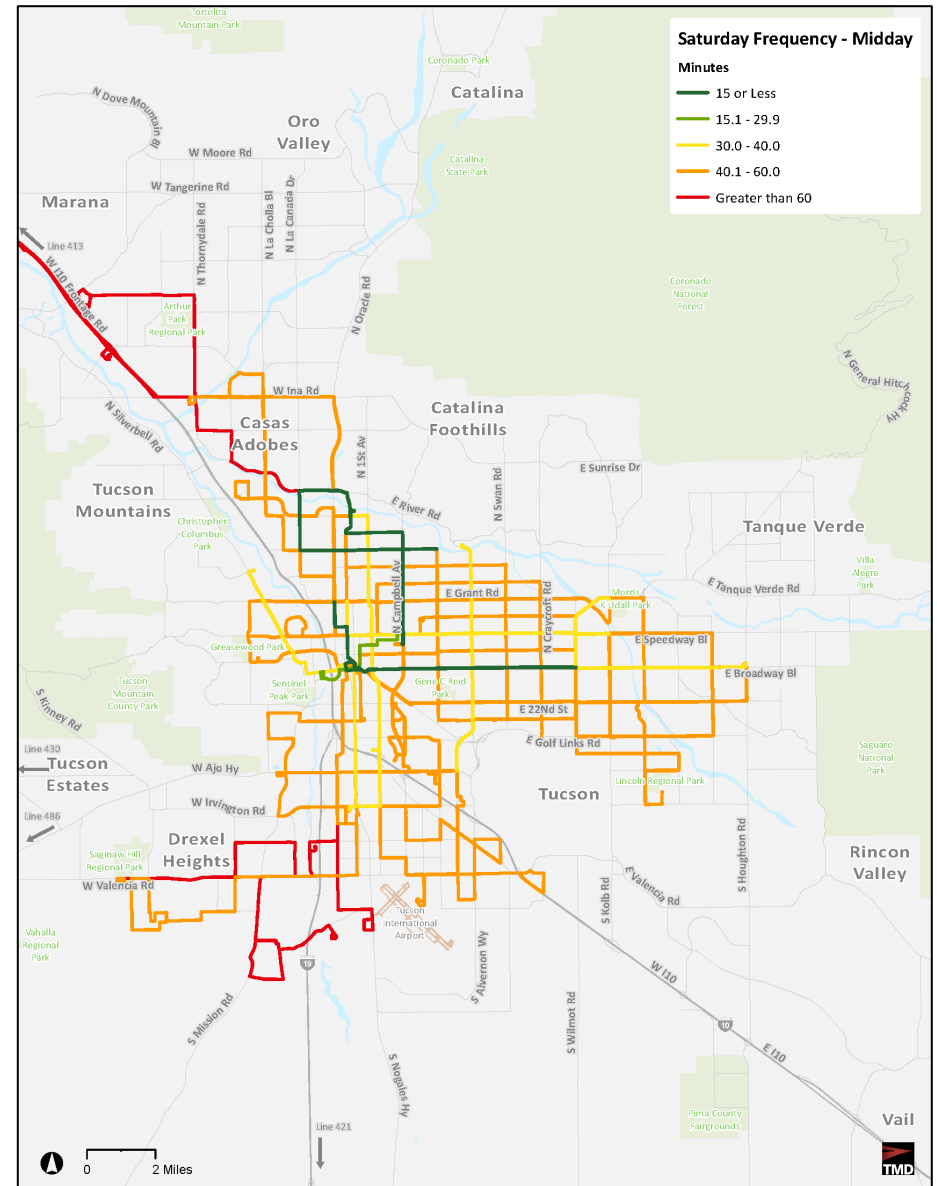 Tortolita
Mountain Park
Saturday Frequency - Midday
Minutes
15 or Less
15.1 - 29.9
30.0 - 40.0
40.1 - 60.0
Greater than 60
Coronado Park
Catalina
N Dove Mountain Bl
Oro
Valley
W Moore Rd
Catalina
State Park
W Tangerine Rd
Marana
N Thornydale Rd
N La Cholla Bl
N La Canada Dr
Line 413
W I10 Frontage Rd
N Oracle Rd
Coronado
National
Forest
Arthur
Pack
Regional Park
N General Hitchcock Hy
W Ina Rd
N Silverbell Rd
Casas
Adobes
Catalina
Foothills
N 1St Av
N Swan Rd
E Sunrise Dr
Tucson
Mountains
E River Rd
Christopher
Columbus
Park
Tanque Verde
Villa
Alegre
Park
N Campbell Av
E Grant Rd
N Craycroft Rd
Morris
K Udall Park
E Tanque Verde Rd
Greasewood Park
E Speedway Bl
Sentinel
Peak Park
Gene C Reid
Park
E Broadway Bl
Tucson
Mountain
County Park
S Kinney Rd
E 22Nd St
E Golf Links Rd
Saguaro
National
Park
Line 430
Tucson
Estates
W Ajo Hy
Lincoln Regional Park
Tucson
Line 486
W Irvington Rd
Drexel
Heights
Saginaw Hill
Regional Park
W Valencia Rd
S Houghton Rd
Rincon
Valley
E Valencia Rd
S Kolb Rd
Tucson
International
Airport
Vahalla
Regional
Park
19
S Alvernon Wy
W I10
S Mission Rd
S Wilmot Rd
10
E I10
S Nogales Hy
Pima County
Fairgrounds
Vail
Line 421
0 2 Miles
TMD